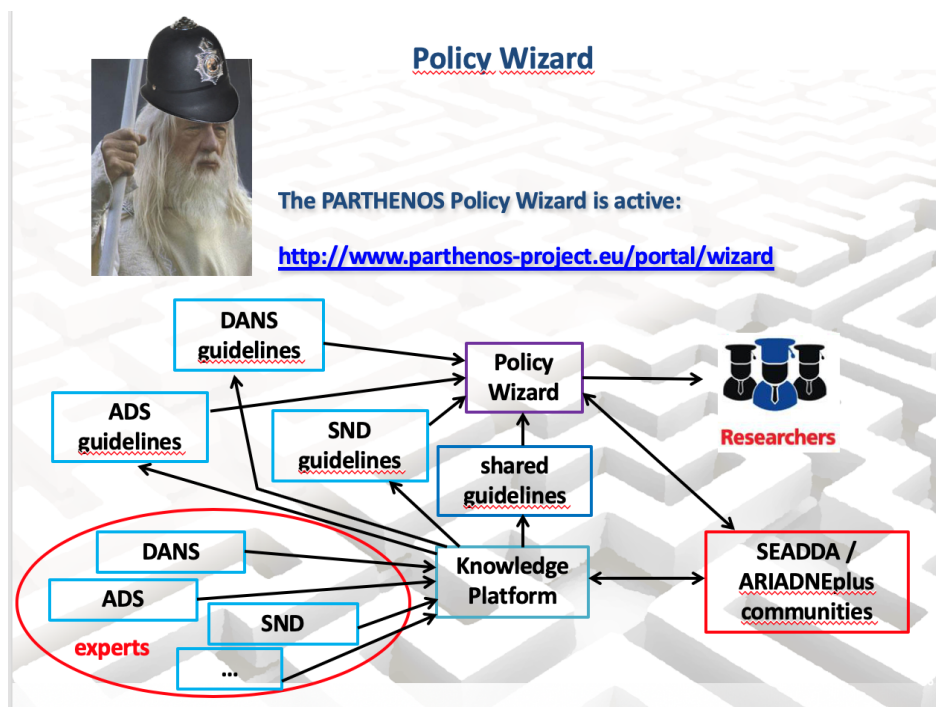 Policy Wizard
The PARTHENOS Policy Wizard is active:
http://www.parthenos-project.eu/portal/wizard
DANS
guidelines
Policy
Wizard
ADS
guidelines
SND
guidelines
shared
guidelines
Researchers
DANS
ADS
SND
...
experts
Knowledge
Platform
SEADDA /
ARIADNEplus
communities